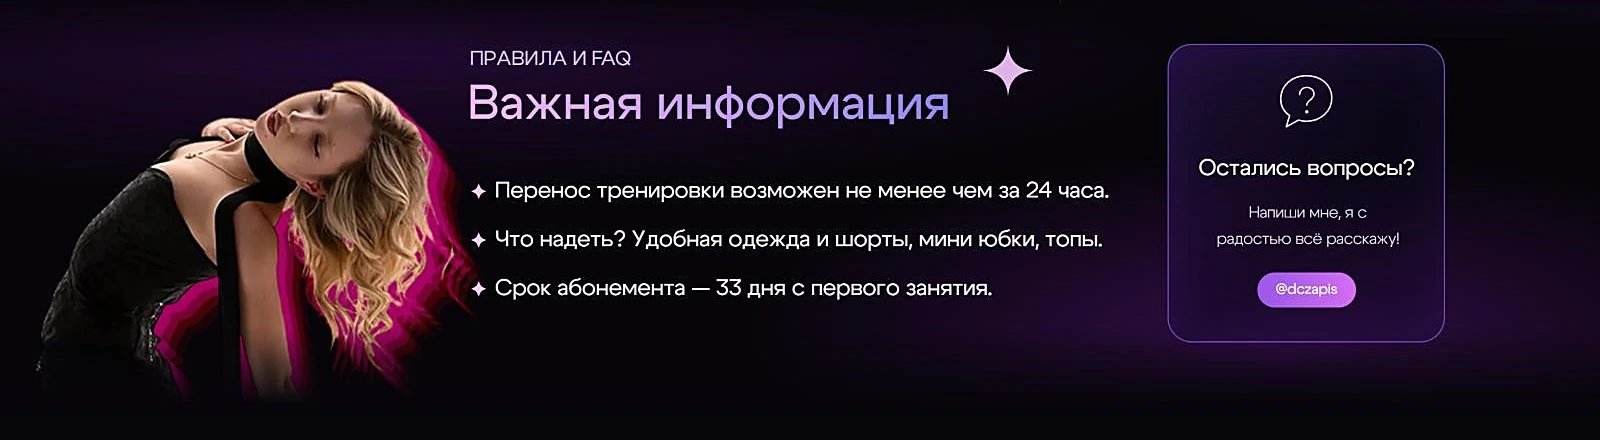 ПРАВИЛА И FAQ
Важная информация
Перенос тренировки возможен не менее чем за 24 часа.
Что надеть? Удобная одежда и шорты, мини юбки, топы.
Срок абонемента — 33 дня с первого занятия.
Остались вопросы?
Напиши мне, я с
радостью всё расскажу!
@dczapis